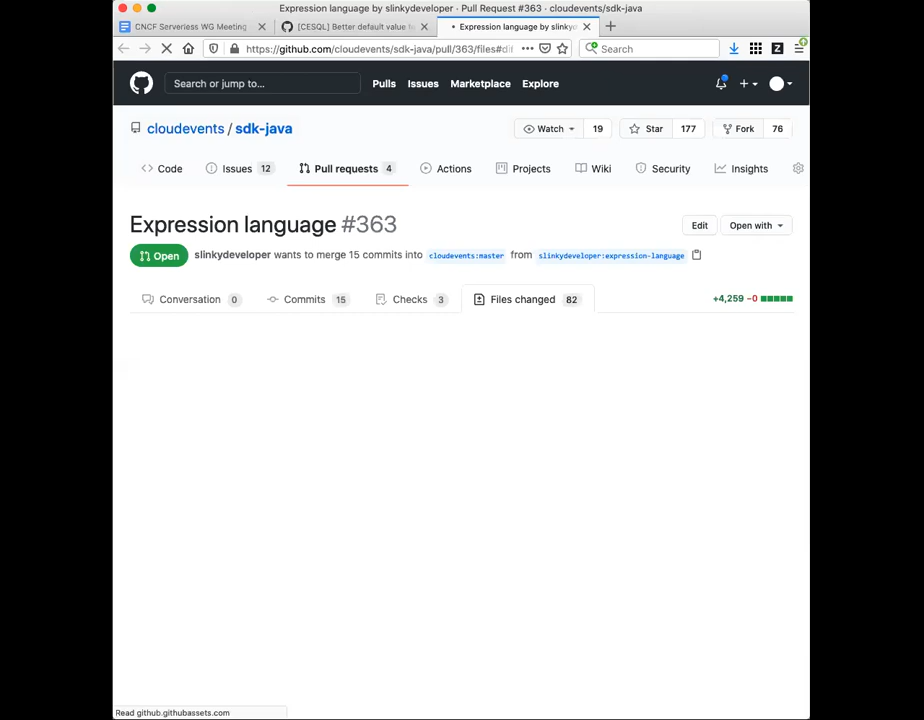 Expression language by slinkydeveloper · Pull Request #363 · cloudevents/sdk-java
CNCF Serverless WG Meeting
[CESQL] Better default value fo
Expression language by slinkyd
https://github.com/cloudevents/sdk-java/pull/363/files#dif
Search
Search or jump to…
Pulls
Issues
Marketplace
Explore
cloudevents / sdk-java
Watch
19
Star
177
Fork
76
Code
Issues 12
Pull requests 4
Actions
Projects
Wiki
Security
Insights
Expression language #363
Edit
Open with
Open
slinkydeveloper wants to merge 15 commits into cloudevents:master from slinkydeveloper:expression-language
Conversation 0
Commits 15
Checks 3
Files changed 82
+4,259 −0
Read github.githubassets.com